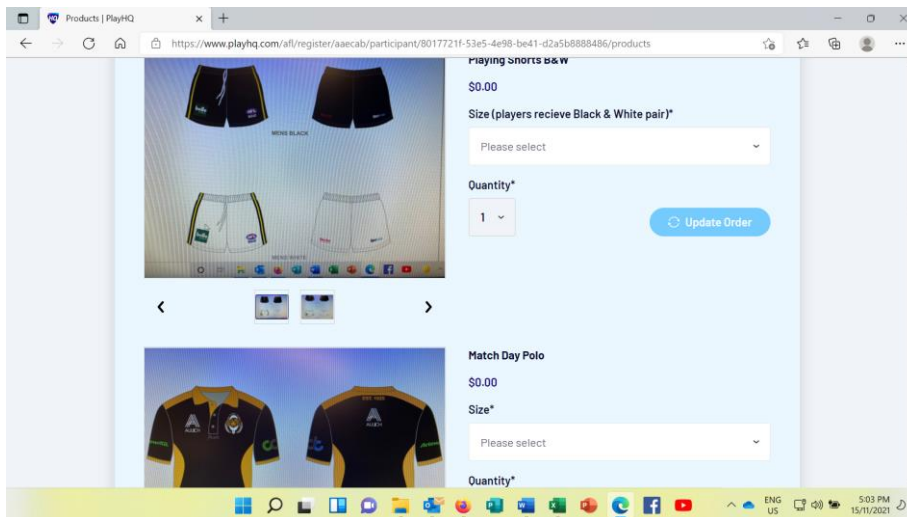 Products | PlayHQ
https://www.playhq.com/afl/register/aaecab/participant/8017721f-53e5-4e98-be41-d2a5b8888486/products
Playing Shorts B&W
$0.00
Size (players recieve Black & White pair)*
Please select
Quantity*
1
Update Order
MENS BLACK
MENS WHITE
Match Day Polo
$0.00
Size*
Please select
Quantity*
ENG
US
5:03 PM
15/11/2021